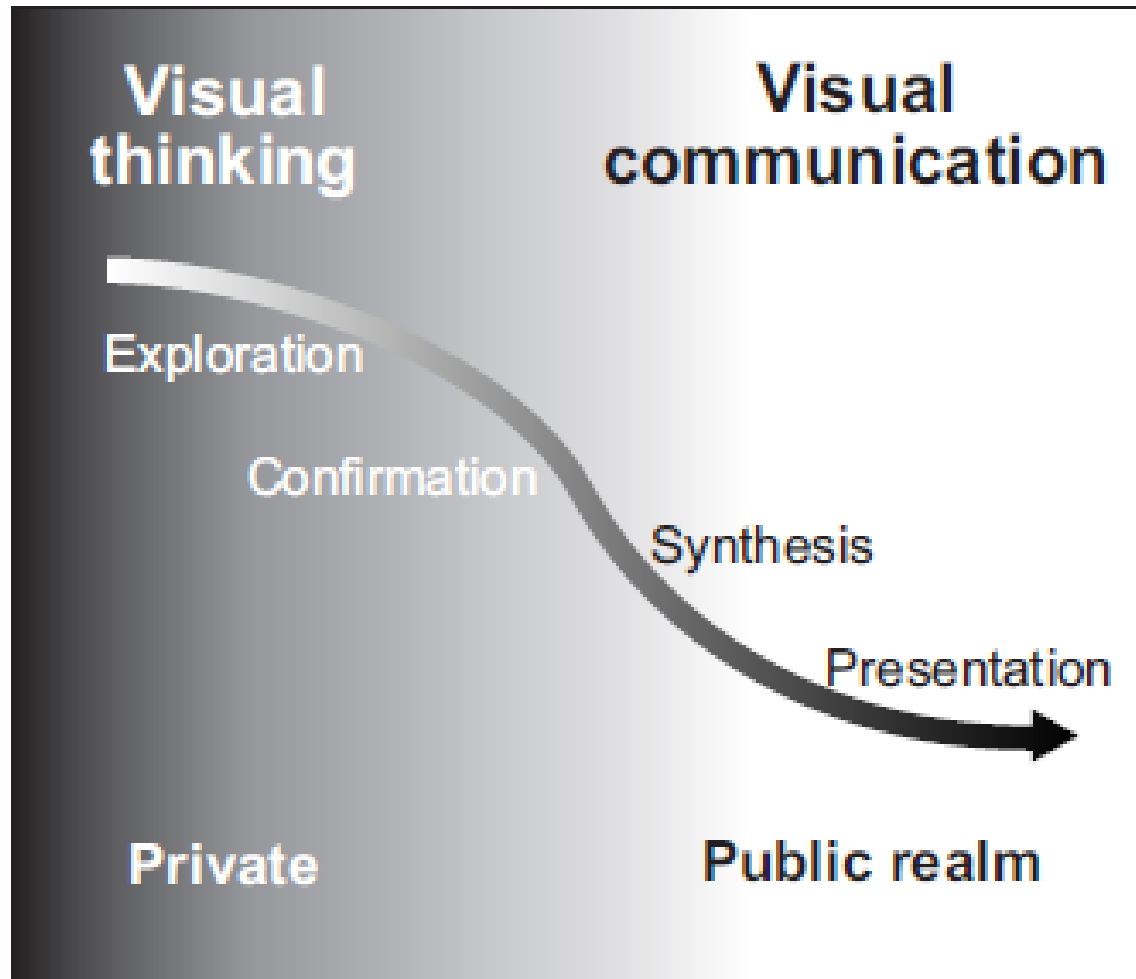 Visual
thinking
Visual
communication
Exploration
Confirmation
Synthesis
Presentation
Private
Public realm